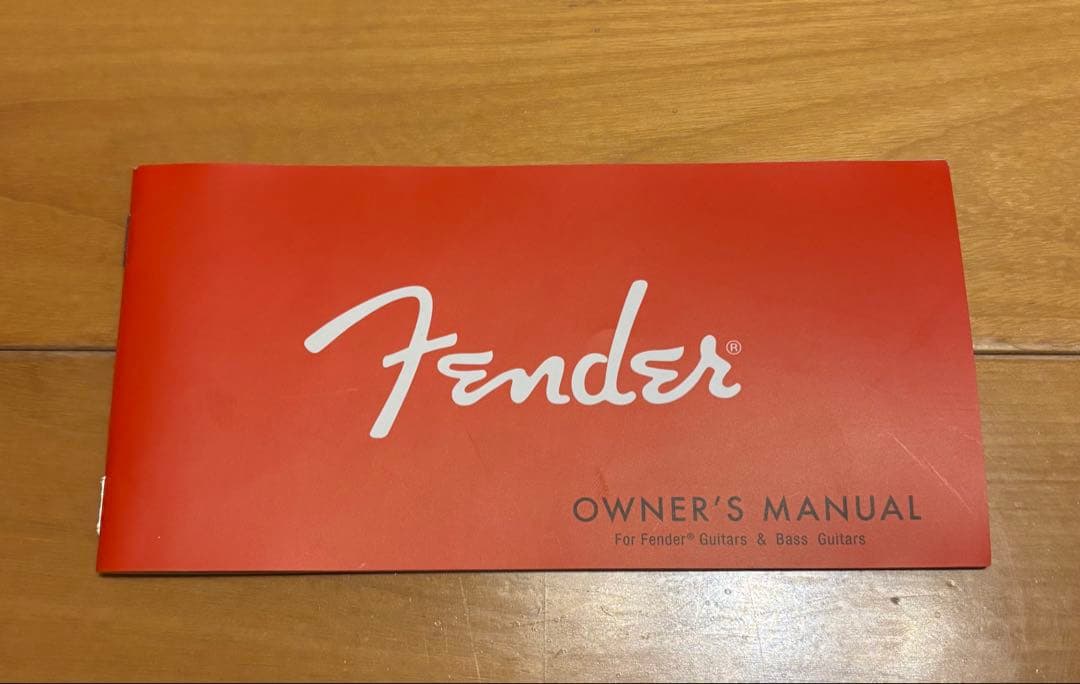 Fender®
OWNER'S MANUAL
For Fender® Guitars & Bass Guitars